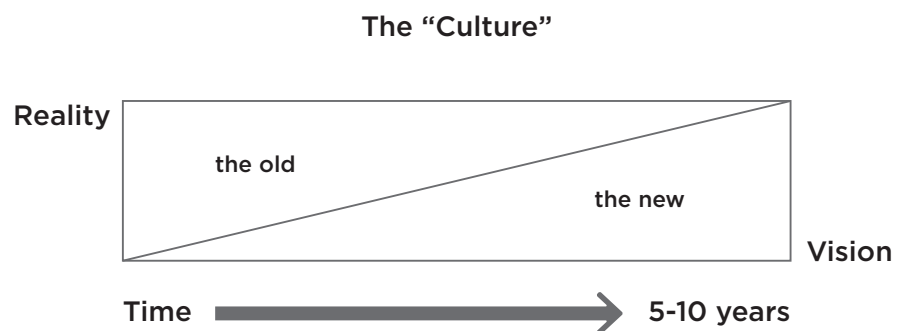 The “Culture”
Reality
the old
the new
Vision
Time
5-10 years